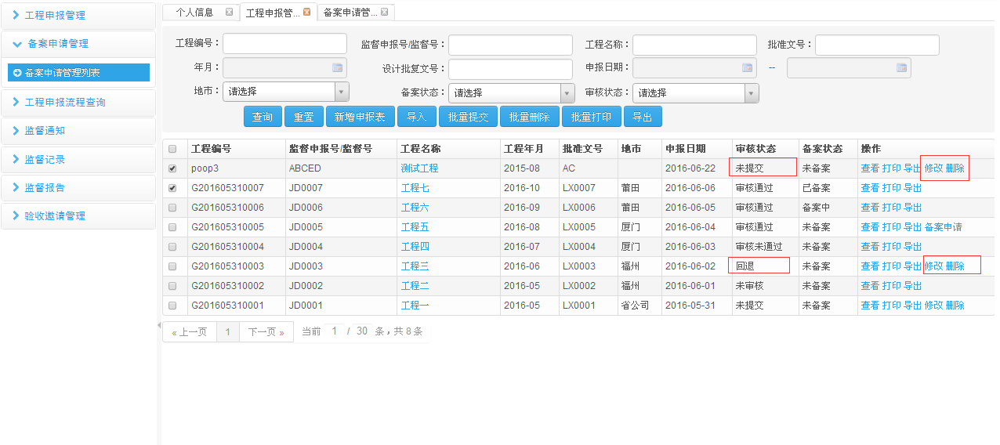 工程申报管理
备案申请管理
备案申请管理列表
工程申报流程查询
监督通知
监督记录
监督报告
验收邀请管理
个人信息 工程申报管... 备案申请管...
工程编号： 监督申报号/监督号： 工程名称： 批准文号：
年月： 设计批复文号： 申报日期： --
地市： 请选择 备案状态： 请选择 审核状态： 请选择
查询 重置 新增申报表 导入 批量提交 批量删除 批量打印 导出
工程编号 监督申报号/监督号 工程名称 工程年月 批准文号 地市 申报日期 审核状态 备案状态 操作
poop3 ABCED 测试工程 2015-08 AC 2016-06-22 未提交 未备案 查看 打印 导出 修改 删除
G201605310007 JD0007 工程七 2016-10 LX0007 莆田 2016-06-06 审核通过 已备案 查看 打印 导出
G201605310006 JD0006 工程六 2016-09 LX0006 莆田 2016-06-05 审核通过 备案中 查看 打印 导出
G201605310005 JD0005 工程五 2016-08 LX0005 厦门 2016-06-04 审核通过 未备案 查看 打印 导出 备案申请
G201605310004 JD0004 工程四 2016-07 LX0004 厦门 2016-06-03 审核未通过 未备案 查看 打印 导出
G201605310003 JD0003 工程三 2016-06 LX0003 福州 2016-06-02 回退 未备案 查看 打印 导出 修改 删除
G201605310002 JD0002 工程二 2016-05 LX0002 福州 2016-06-01 未审核 未备案 查看 打印 导出
G201605310001 JD0001 工程一 2016-05 LX0001 省公司 2016-05-31 未提交 未备案 查看 打印 导出 修改 删除
« 上一页 1 下一页 » 当前 1 / 30 条，共 8 条